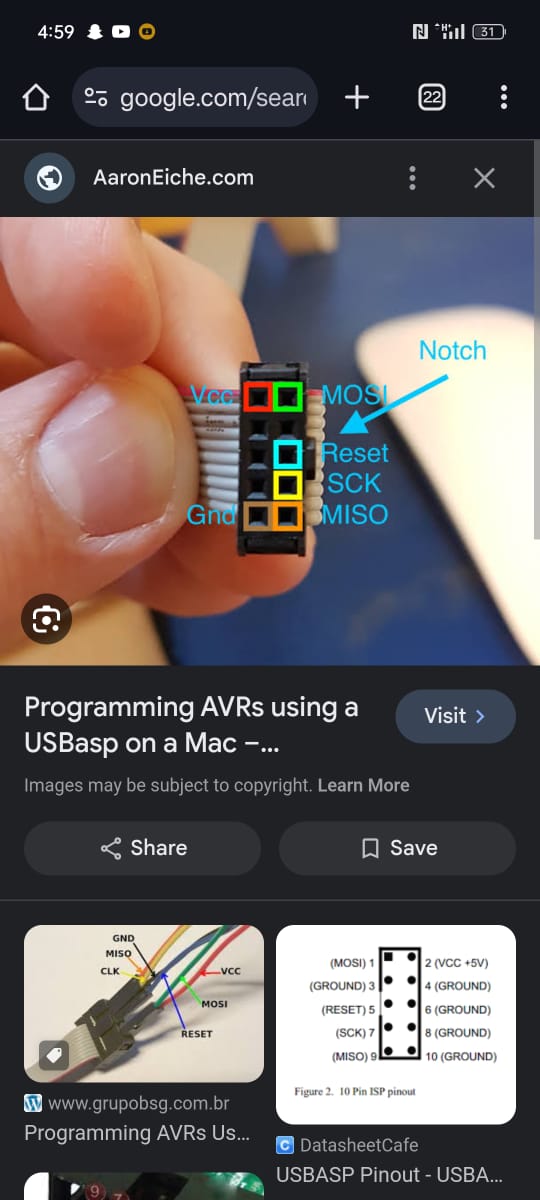 4:59
N
H+
31
google.com/sear
22
AaronEiche.com
Notch
Vcc
MOSI
Reset
SCK
Gnd
MISO
Programming AVRs using a
USBasp on a Mac –...
Visit
Images may be subject to copyright. Learn More
Share
Save
GND
MISO
CLK
VCC
MOSI
RESET
www.grupobsg.com.br
Programming AVRs Us...
(MOSI) 1
2 (VCC +5V)
(GROUND) 3
4 (GROUND)
(RESET) 5
6 (GROUND)
(SCK) 7
8 (GROUND)
(MISO) 9
10 (GROUND)
Figure 2. 10 Pin ISP pinout
C DatasheetCafe
USBASP Pinout - USBA...
9